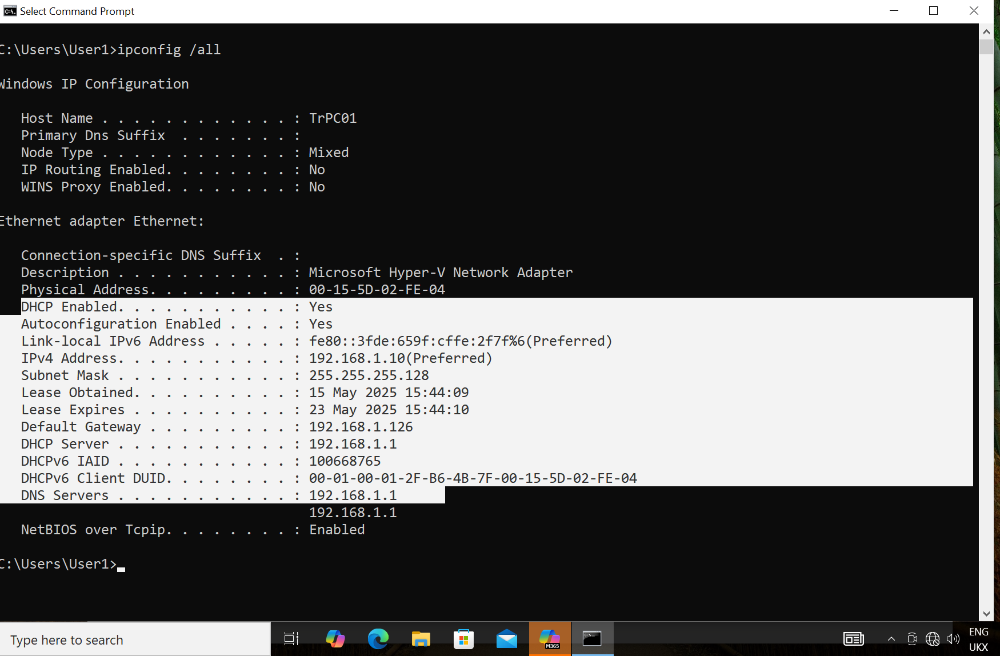 Select Command Prompt
C:\Users\User1>ipconfig /all
Windows IP Configuration
Host Name . . . . . . . . . . . . : TrPC01
Primary Dns Suffix  . . . . . . . :
Node Type . . . . . . . . . . . . : Mixed
IP Routing Enabled. . . . . . . . : No
WINS Proxy Enabled. . . . . . . . : No
Ethernet adapter Ethernet:
Connection-specific DNS Suffix  . :
Description . . . . . . . . . . . : Microsoft Hyper-V Network Adapter
Physical Address. . . . . . . . . : 00-15-5D-02-FE-04
DHCP Enabled. . . . . . . . . . . : Yes
Autoconfiguration Enabled . . . . : Yes
Link-local IPv6 Address . . . . . : fe80::3fde:659f:cffe:2f7f%6(Preferred)
IPv4 Address. . . . . . . . . . . : 192.168.1.10(Preferred)
Subnet Mask . . . . . . . . . . . : 255.255.255.128
Lease Obtained. . . . . . . . . . : 15 May 2025 15:44:09
Lease Expires . . . . . . . . . . : 23 May 2025 15:44:10
Default Gateway . . . . . . . . . : 192.168.1.126
DHCP Server . . . . . . . . . . . : 192.168.1.1
DHCPv6 IAID . . . . . . . . . . . : 100668765
DHCPv6 Client DUID. . . . . . . . : 00-01-00-01-2F-B6-4B-7F-00-15-5D-02-FE-04
DNS Servers . . . . . . . . . . . : 192.168.1.1
192.168.1.1
NetBIOS over Tcpip. . . . . . . . : Enabled
C:\Users\User1>
Type here to search
M365
ENG
UKX